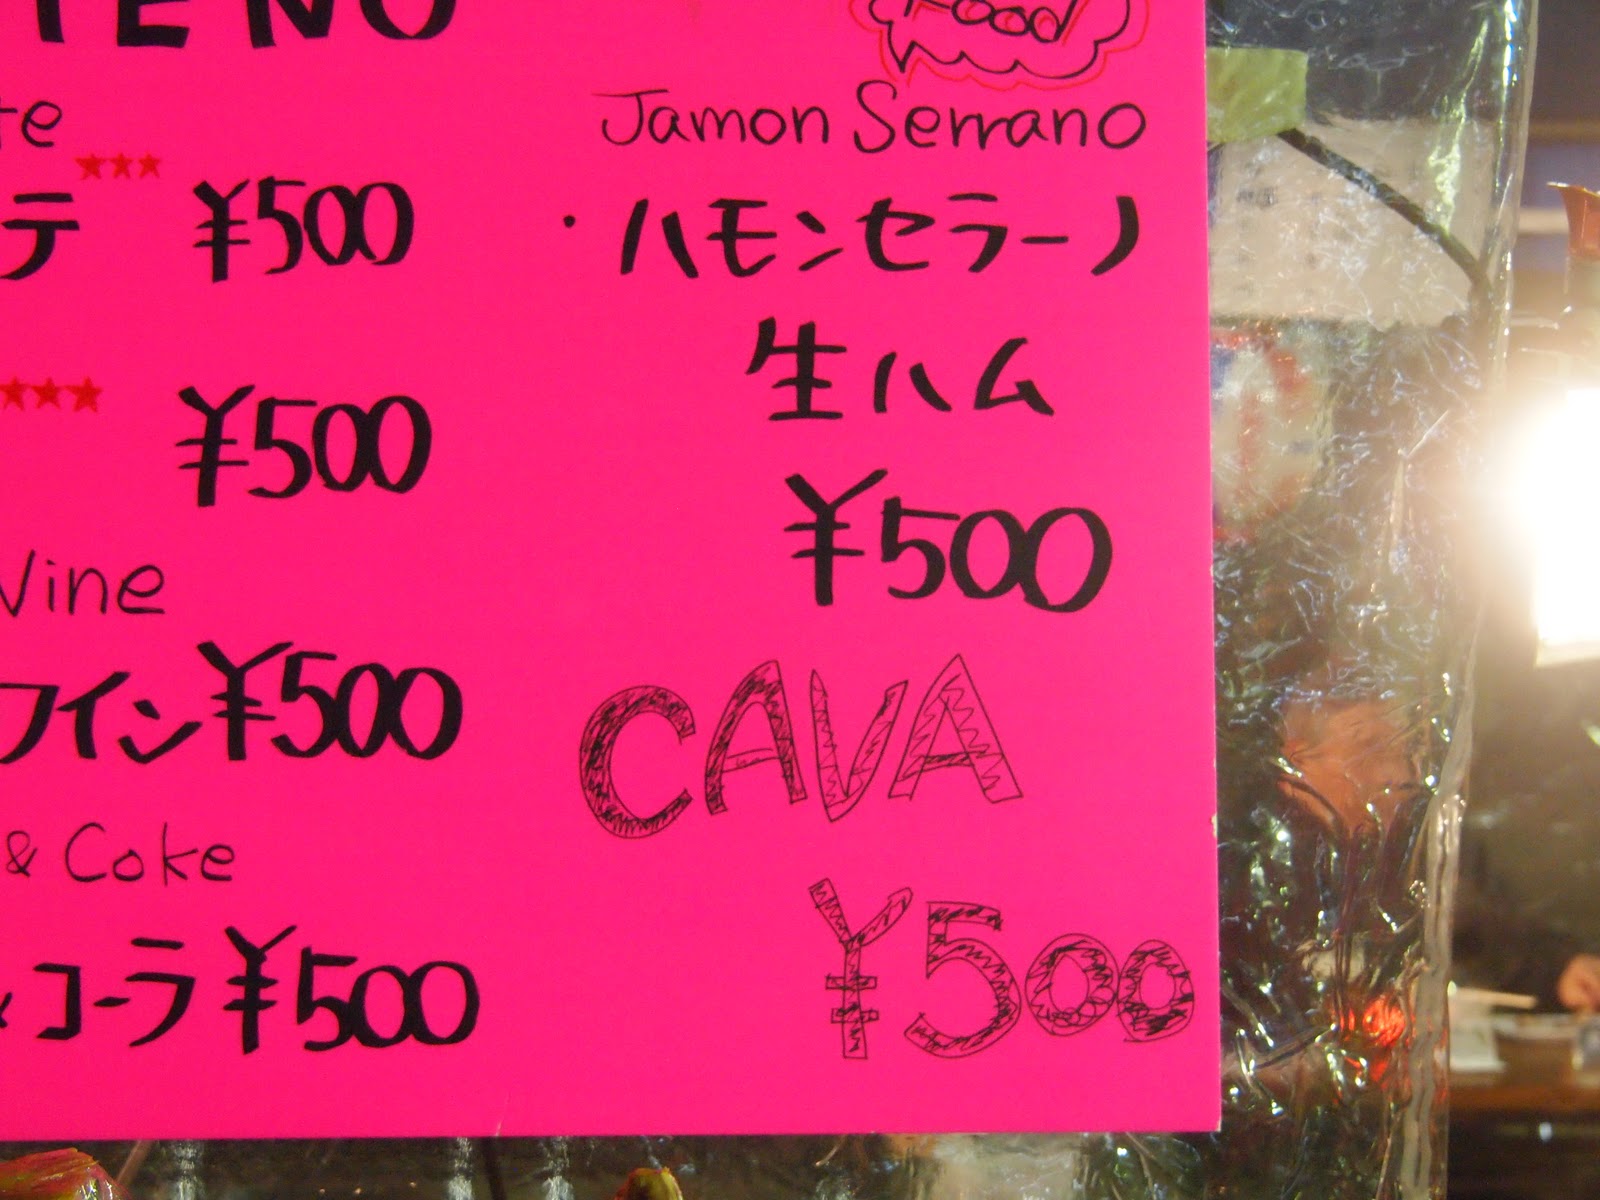 TENO
te
テ ¥500
¥500
Wine
ワイン ¥500
& Coke
コーラ ¥500
Food
Jamon Serrano
・ハモンセラーノ
生ハム
¥500
CAVA
¥500